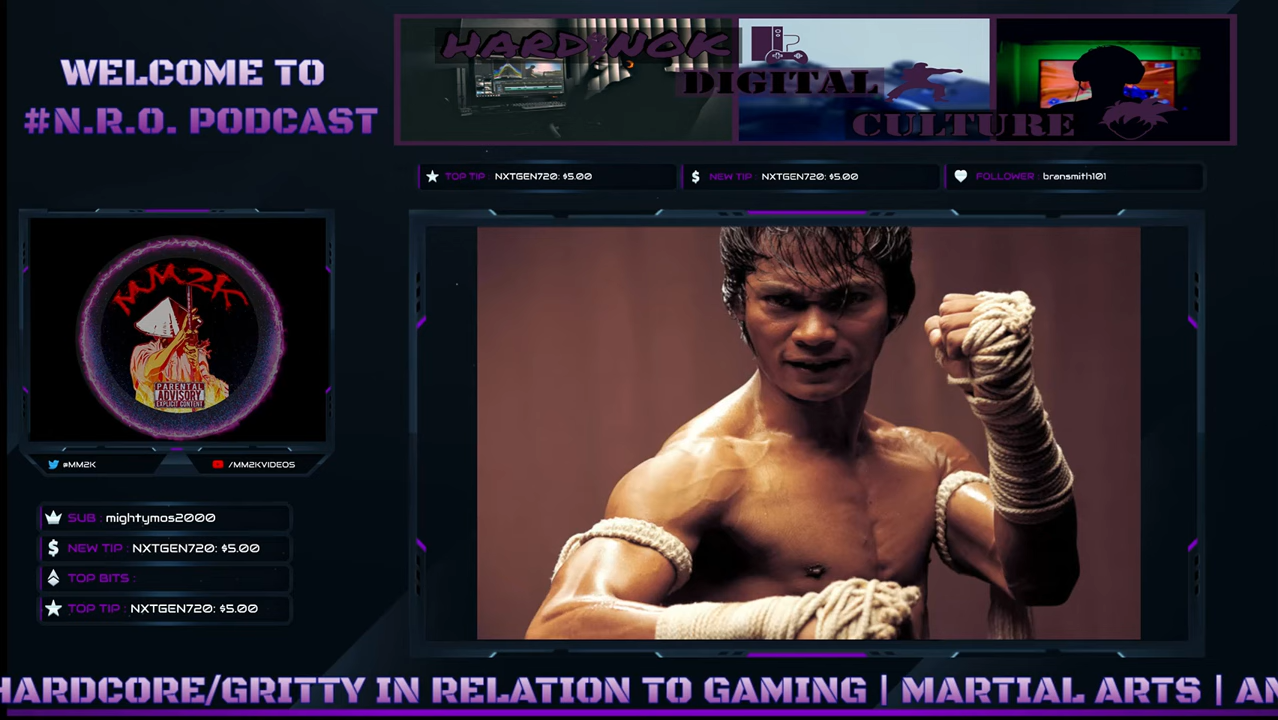 WELCOME TO
#N.R.O. PODCAST
HARD2NOK
DIGITAL
CULTURE
TOP TIP : NXTGEN720: $5.00
NEW TIP : NXTGEN720: $5.00
FOLLOWER : bransmith101
MM2K
PARENTAL
ADVISORY
EXPLICIT CONTENT
@MM2K
/MM2KVIDEOS
SUB : mightymos2000
NEW TIP : NXTGEN720: $5.00
TOP BITS :
TOP TIP : NXTGEN720: $5.00
HARDCORE/GRITTY IN RELATION TO GAMING | MARTIAL ARTS | AN